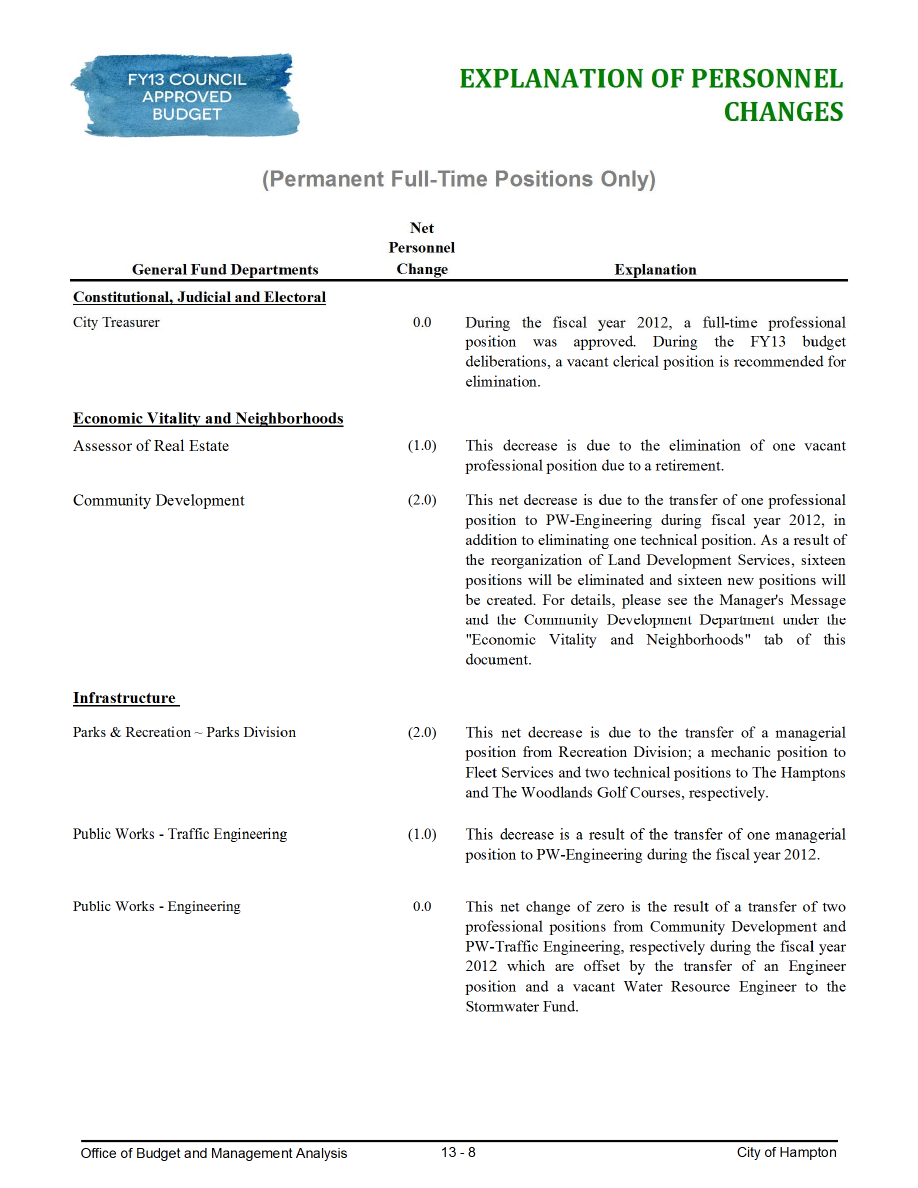 FY13 COUNCIL
APPROVED
BUDGET
EXPLANATION OF PERSONNEL
CHANGES
(Permanent Full-Time Positions Only)
Net
Personnel
General Fund Departments Change Explanation
Constitutional, Judicial and Electoral
City Treasurer 0.0 During the fiscal year 2012, a full-time professional
position was approved. During the FY13 budget
deliberations, a vacant clerical position is recommended for
elimination.
Economic Vitality and Neighborhoods
Assessor of Real Estate (1.0) This decrease is due to the elimination of one vacant
professional position due to a retirement.
Community Development (2.0) This net decrease is due to the transfer of one professional
position to PW-Engineering during fiscal year 2012, in
addition to eliminating one technical position. As a result of
the reorganization of Land Development Services, sixteen
positions will be eliminated and sixteen new positions will
be created. For details, please see the Manager's Message
and the Community Development Department under the
"Economic Vitality and Neighborhoods" tab of this
document.
Infrastructure
Parks & Recreation ~ Parks Division (2.0) This net decrease is due to the transfer of a managerial
position from Recreation Division; a mechanic position to
Fleet Services and two technical positions to The Hamptons
and The Woodlands Golf Courses, respectively.
Public Works - Traffic Engineering (1.0) This decrease is a result of the transfer of one managerial
position to PW-Engineering during the fiscal year 2012.
Public Works - Engineering 0.0 This net change of zero is the result of a transfer of two
professional positions from Community Development and
PW-Traffic Engineering, respectively during the fiscal year
2012 which are offset by the transfer of an Engineer
position and a vacant Water Resource Engineer to the
Stormwater Fund.
Office of Budget and Management Analysis 13 - 8 City of Hampton